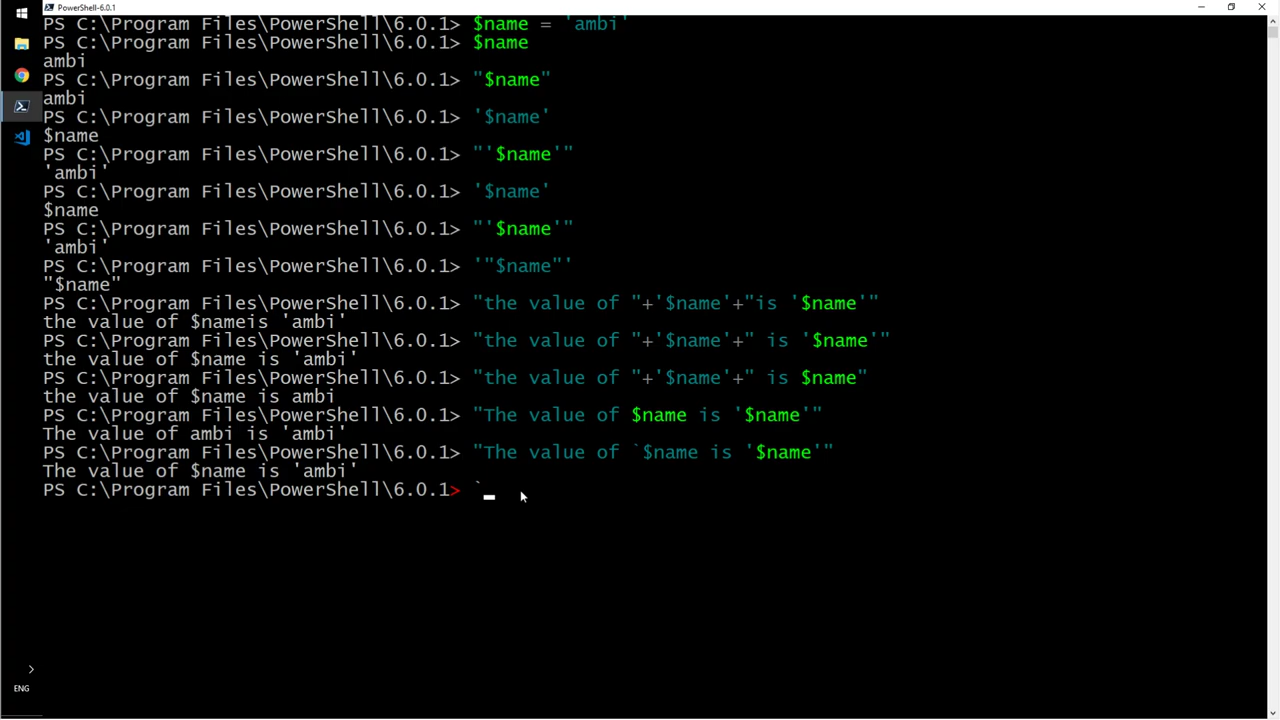 PowerShell-6.0.1
PS C:\Program Files\PowerShell\6.0.1> $name = 'ambi'
PS C:\Program Files\PowerShell\6.0.1> $name
ambi
PS C:\Program Files\PowerShell\6.0.1> "$name"
ambi
PS C:\Program Files\PowerShell\6.0.1> '$name'
$name
PS C:\Program Files\PowerShell\6.0.1> "'$name'"
'ambi'
PS C:\Program Files\PowerShell\6.0.1> '$name'
$name
PS C:\Program Files\PowerShell\6.0.1> "'$name'"
'ambi'
PS C:\Program Files\PowerShell\6.0.1> '"$name"'
"$name"
PS C:\Program Files\PowerShell\6.0.1> "the value of "+'$name'+"is '$name'"
the value of $nameis 'ambi'
PS C:\Program Files\PowerShell\6.0.1> "the value of "+'$name'+" is '$name'"
the value of $name is 'ambi'
PS C:\Program Files\PowerShell\6.0.1> "the value of "+'$name'+" is $name"
the value of $name is ambi
PS C:\Program Files\PowerShell\6.0.1> "The value of $name is '$name'"
The value of ambi is 'ambi'
PS C:\Program Files\PowerShell\6.0.1> "The value of `$name is '$name'"
The value of $name is 'ambi'
PS C:\Program Files\PowerShell\6.0.1> `
ENG